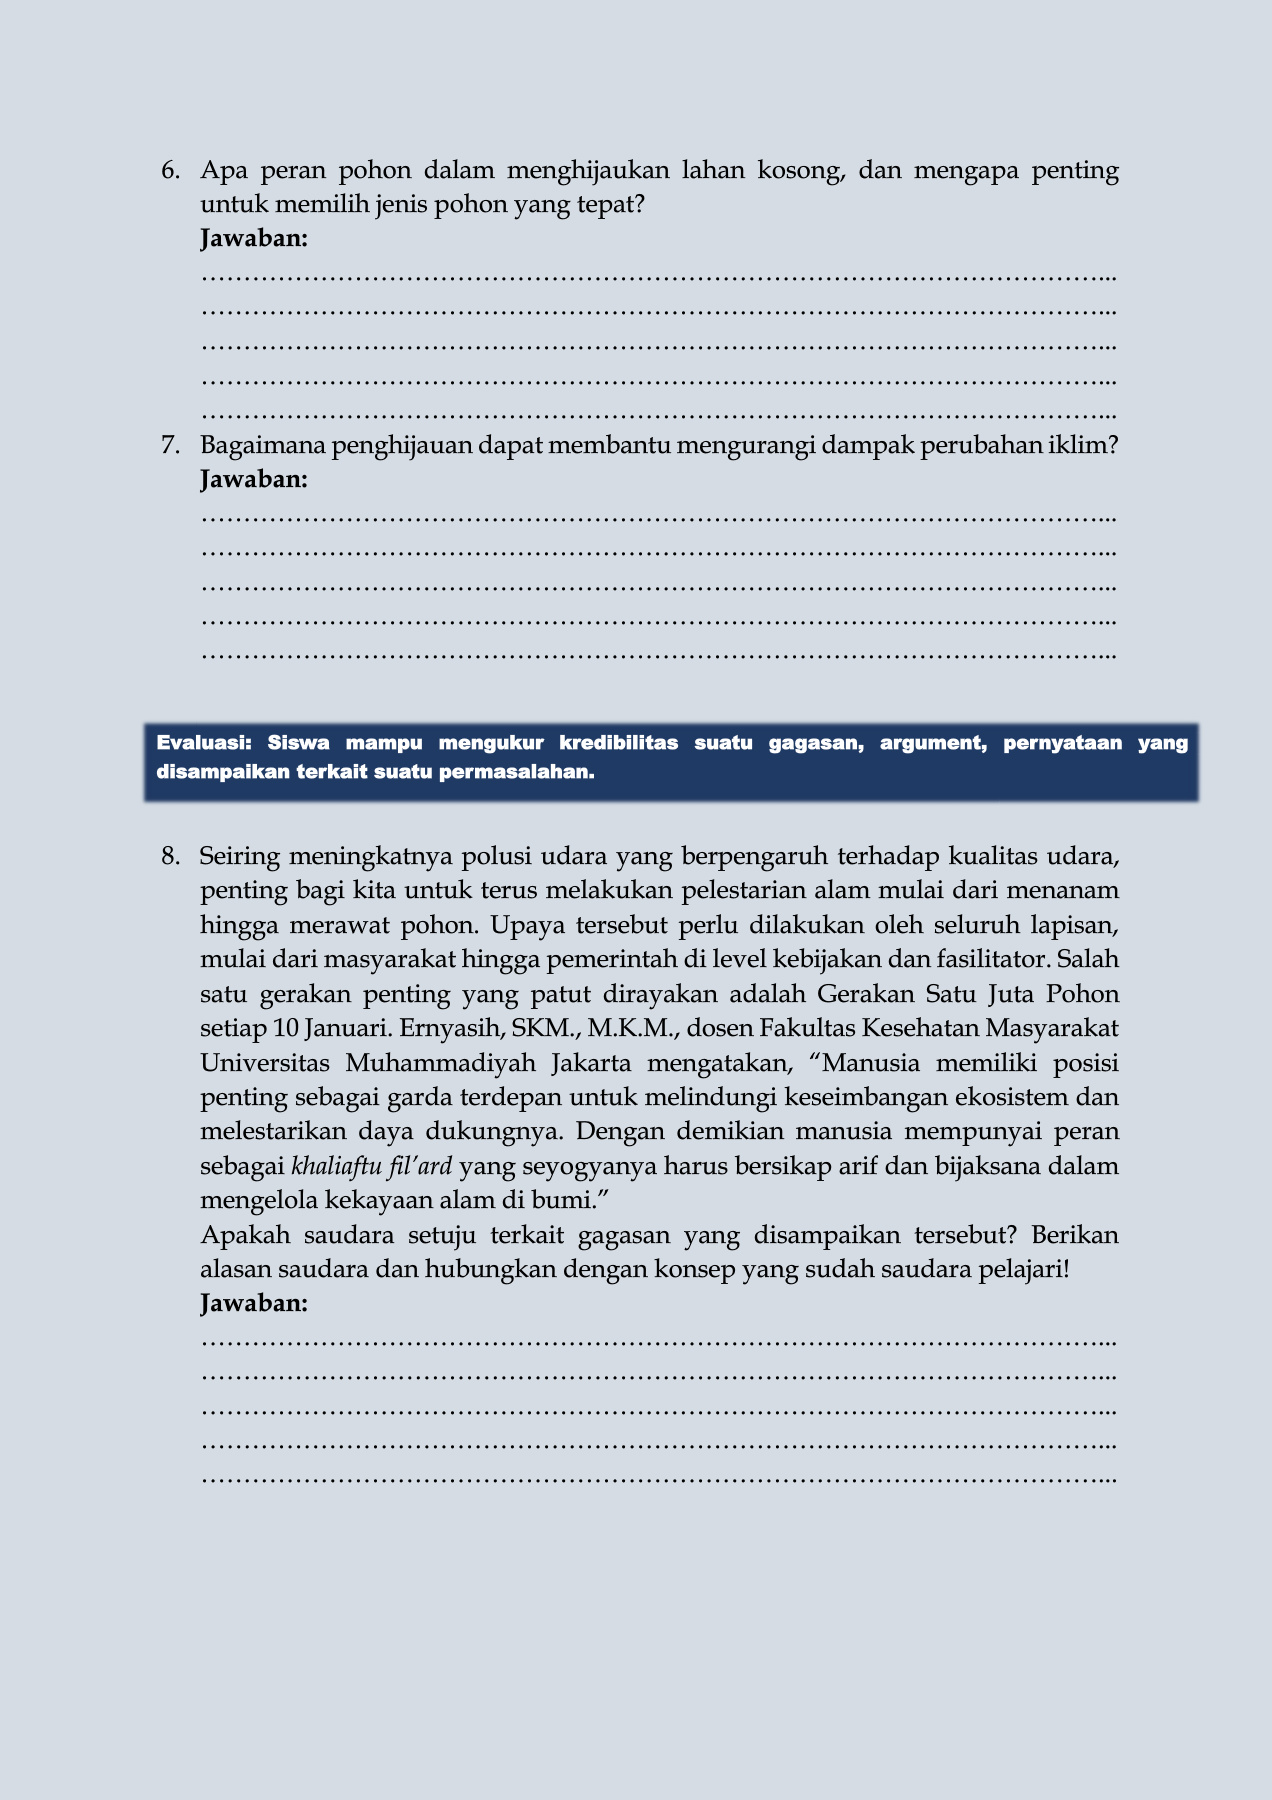 6. Apa peran pohon dalam menghijaukan lahan kosong, dan mengapa penting
untuk memilih jenis pohon yang tepat?
Jawaban:
……………………………………………………………………………………………...
……………………………………………………………………………………………...
……………………………………………………………………………………………...
……………………………………………………………………………………………...
……………………………………………………………………………………………...
7. Bagaimana penghijauan dapat membantu mengurangi dampak perubahan iklim?
Jawaban:
……………………………………………………………………………………………...
……………………………………………………………………………………………...
……………………………………………………………………………………………...
……………………………………………………………………………………………...
……………………………………………………………………………………………...
Evaluasi: Siswa mampu mengukur kredibilitas suatu gagasan, argument, pernyataan yang
disampaikan terkait suatu permasalahan.
8. Seiring meningkatnya polusi udara yang berpengaruh terhadap kualitas udara,
penting bagi kita untuk terus melakukan pelestarian alam mulai dari menanam
hingga merawat pohon. Upaya tersebut perlu dilakukan oleh seluruh lapisan,
mulai dari masyarakat hingga pemerintah di level kebijakan dan fasilitator. Salah
satu gerakan penting yang patut dirayakan adalah Gerakan Satu Juta Pohon
setiap 10 Januari. Ernyasih, SKM., M.K.M., dosen Fakultas Kesehatan Masyarakat
Universitas Muhammadiyah Jakarta mengatakan, “Manusia memiliki posisi
penting sebagai garda terdepan untuk melindungi keseimbangan ekosistem dan
melestarikan daya dukungnya. Dengan demikian manusia mempunyai peran
sebagai khaliaftu fil’ard yang seyogyanya harus bersikap arif dan bijaksana dalam
mengelola kekayaan alam di bumi.”
Apakah saudara setuju terkait gagasan yang disampaikan tersebut? Berikan
alasan saudara dan hubungkan dengan konsep yang sudah saudara pelajari!
Jawaban:
……………………………………………………………………………………………...
……………………………………………………………………………………………...
……………………………………………………………………………………………...
……………………………………………………………………………………………...
……………………………………………………………………………………………...